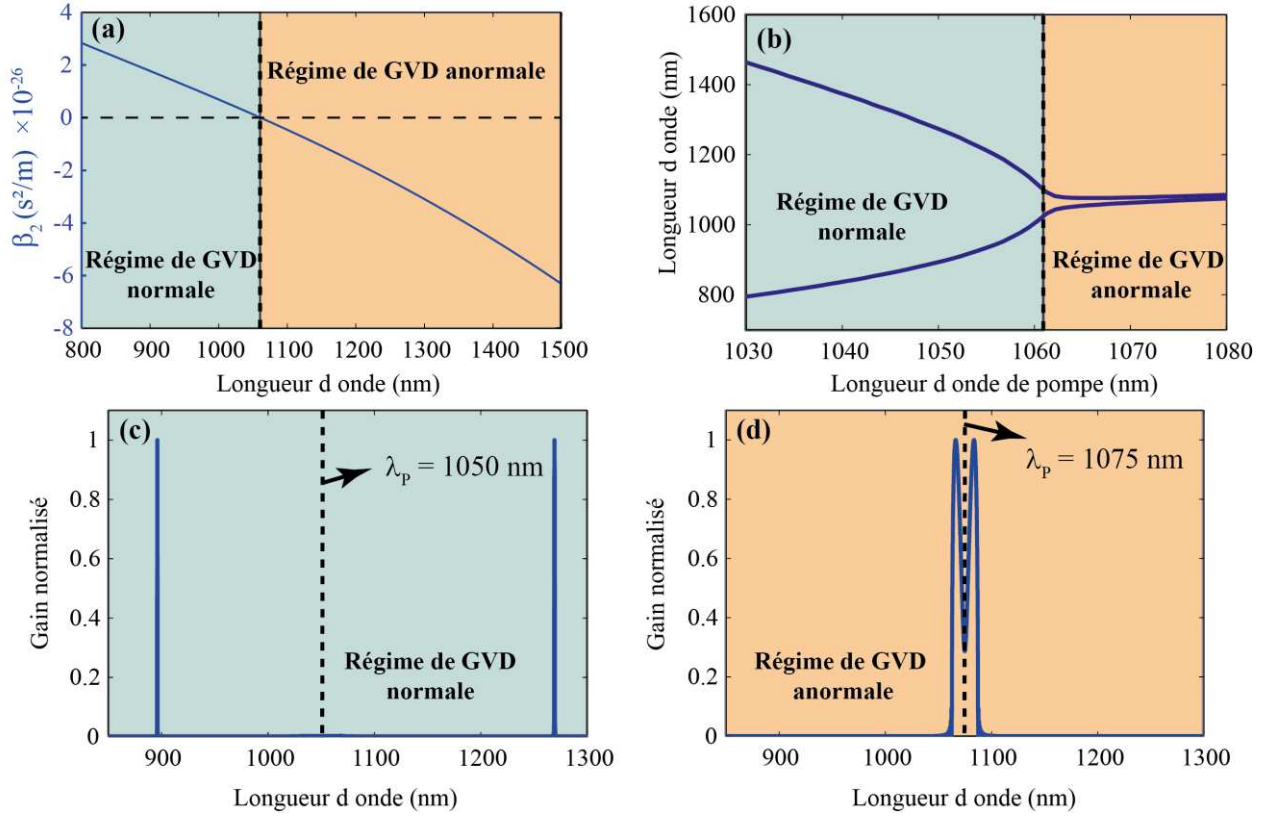 (a)
Régime de GVD anormale
Régime de GVD
normale
4
2
0
-2
-4
-6
-8
β₂ (s²/m) ×10⁻²⁶
800 900 1000 1100 1200 1300 1400 1500
Longueur d onde (nm)
(b)
Régime de GVD
normale
Régime de GVD
anormale
1600
1400
1200
1000
800
Longueur d onde (nm)
1030 1040 1050 1060 1070 1080
Longueur d onde de pompe (nm)
(c)
λₚ = 1050 nm
Régime de GVD
normale
1
0.8
0.6
0.4
0.2
0
Gain normalisé
900 1000 1100 1200 1300
Longueur d onde (nm)
(d)
λₚ = 1075 nm
Régime de GVD
anormale
1
0.8
0.6
0.4
0.2
0
Gain normalisé
900 1000 1100 1200 1300
Longueur d onde (nm)